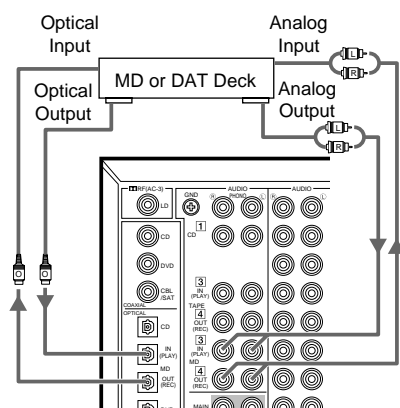 Optical
Input
Analog
Input
MD or DAT Deck
Optical
Output
Analog
Output
L
R
L
R
RF(AC-3)
LD
CD
DVD
CBL
/SAT
COAXIAL
OPTICAL
CD
IN
(PLAY)
MD
OUT
(REC)
GND
AUDIO
R PHONO L
AUDIO
R L
1
CD
3
IN
(PLAY)
TAPE
4
OUT
(REC)
3
IN
(PLAY)
MD
4
OUT
(REC)
MAIN